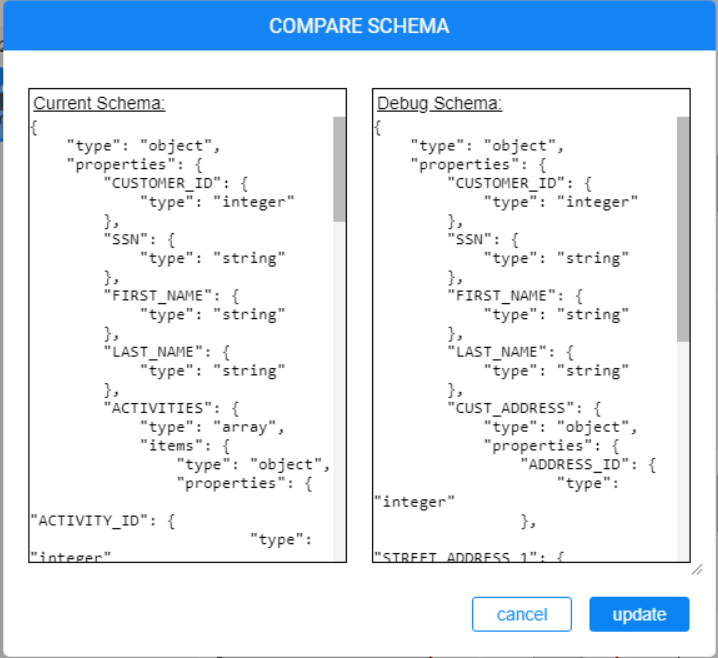 COMPARE SCHEMA
Current Schema:
{
    "type": "object",
    "properties": {
        "CUSTOMER_ID": {
            "type": "integer"
        },
        "SSN": {
            "type": "string"
        },
        "FIRST_NAME": {
            "type": "string"
        },
        "LAST_NAME": {
            "type": "string"
        },
        "ACTIVITIES": {
            "type": "array",
            "items": {
                "type": "object",
                "properties": {
"ACTIVITY_ID": {
                        "type":
"integer"
Debug Schema:
{
    "type": "object",
    "properties": {
        "CUSTOMER_ID": {
            "type": "integer"
        },
        "SSN": {
            "type": "string"
        },
        "FIRST_NAME": {
            "type": "string"
        },
        "LAST_NAME": {
            "type": "string"
        },
        "CUST_ADDRESS": {
            "type": "object",
            "properties": {
                "ADDRESS_ID": {
                    "type":
"integer"
                },
"STREET_ADDRESS_1": {
cancel
update